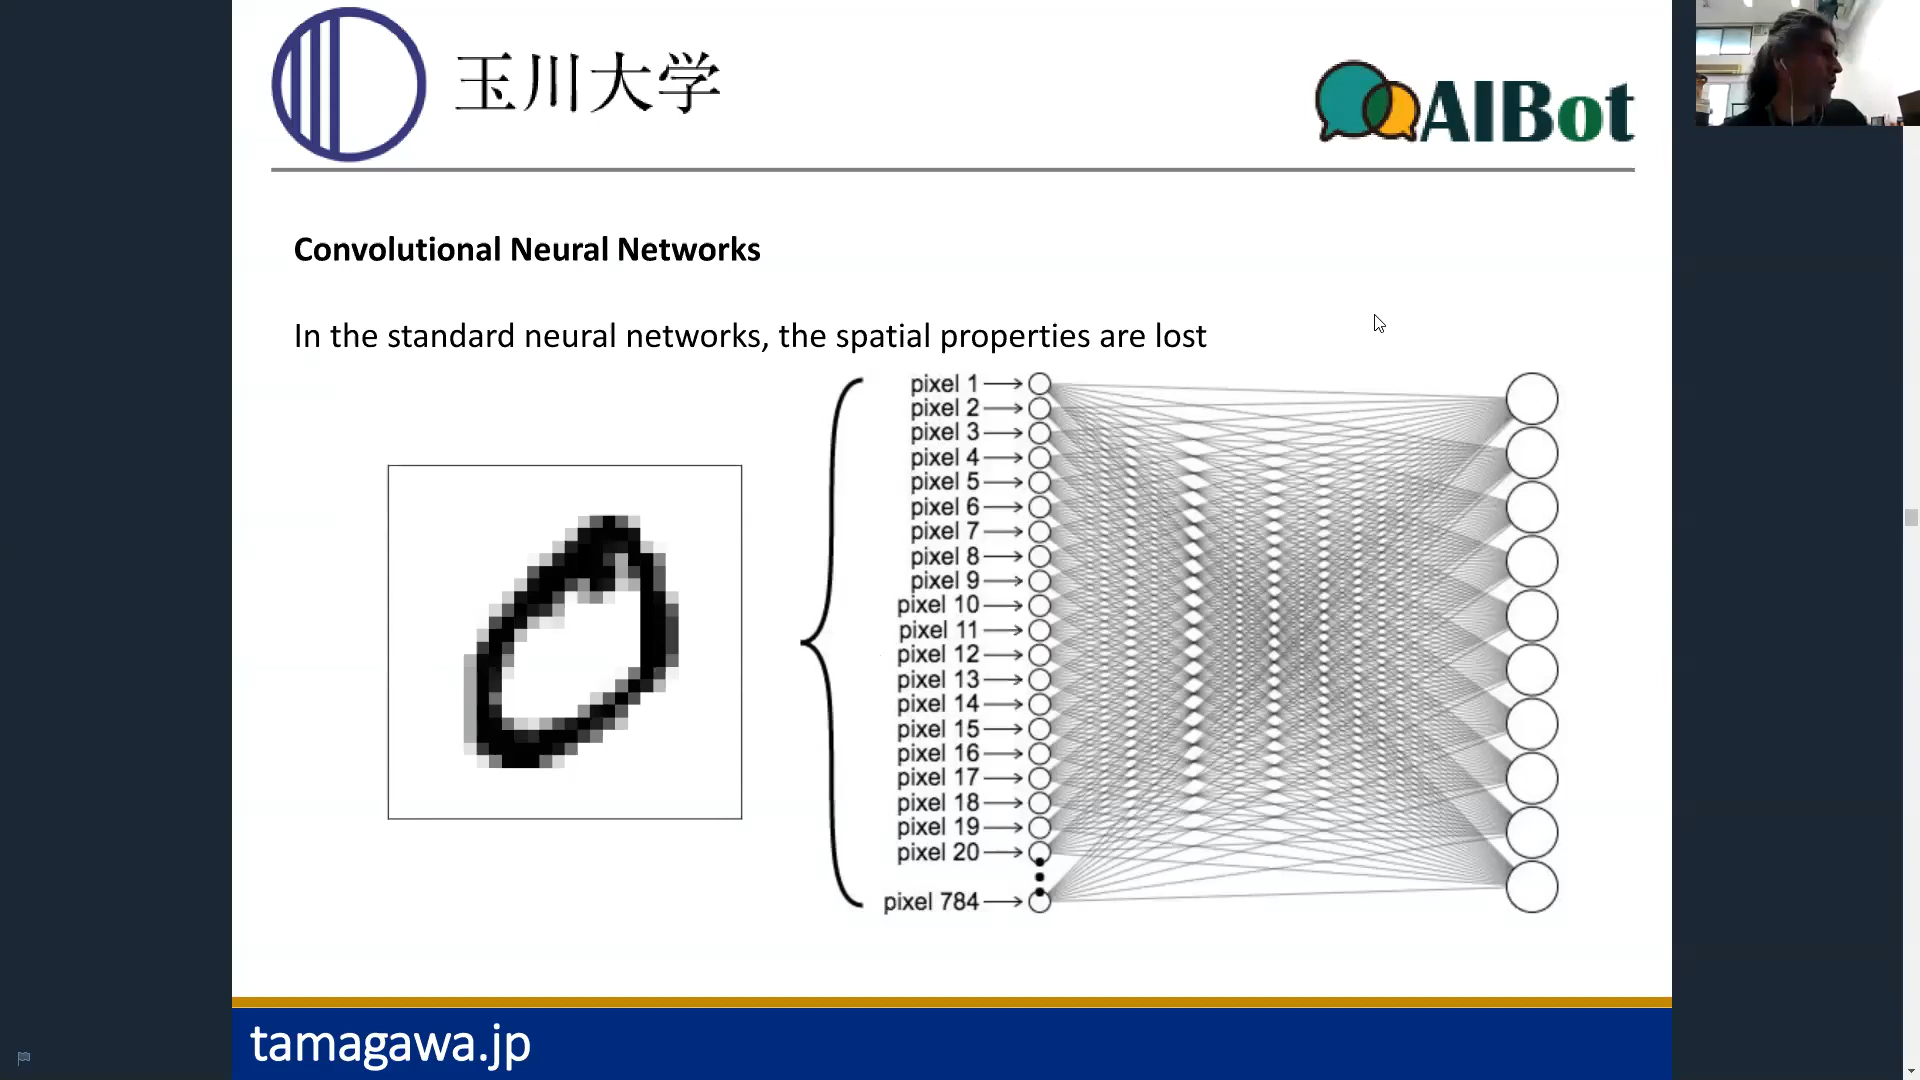 玉川大学
AIBot
Convolutional Neural Networks
In the standard neural networks, the spatial properties are lost
pixel 1
pixel 2
pixel 3
pixel 4
pixel 5
pixel 6
pixel 7
pixel 8
pixel 9
pixel 10
pixel 11
pixel 12
pixel 13
pixel 14
pixel 15
pixel 16
pixel 17
pixel 18
pixel 19
pixel 20
pixel 784
tamagawa.jp